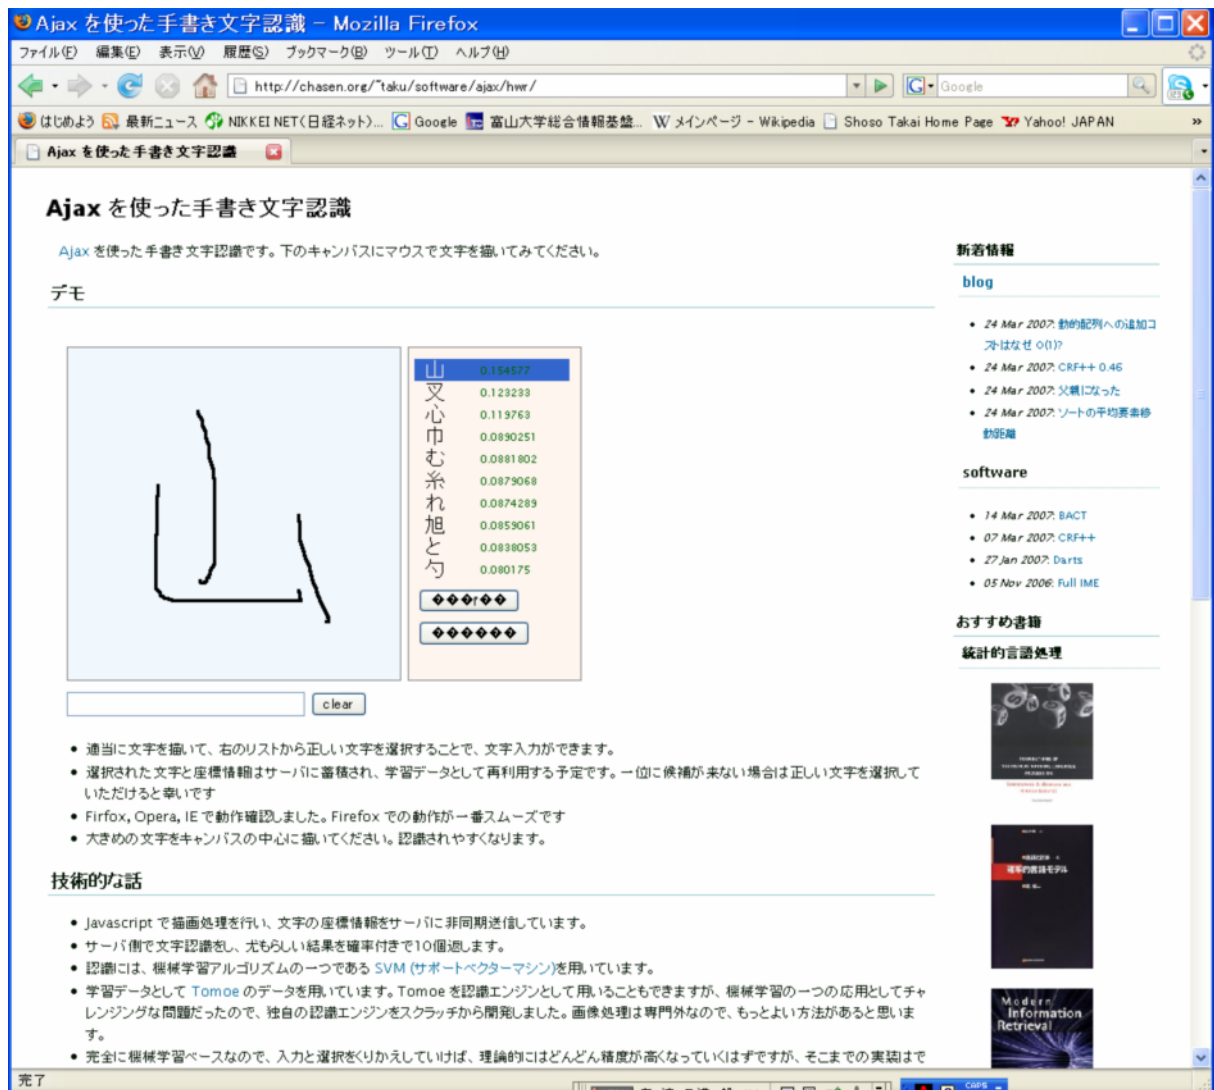 Ajax を使った手書き文字認識 - Mozilla Firefox
ファイル(F) 編集(E) 表示(V) 履歴(S) ブックマーク(B) ツール(T) ヘルプ(H)
http://chasen.org/~taku/software/ajax/hwr/
Google
はじめよう 最新ニュース NIKKEI NET(日経ネット)... Google 富山大学総合情報基盤... メインページ - Wikipedia Shoso Takai Home Page Yahoo! JAPAN »
Ajax を使った手書き文字認識
Ajax を使った手書き文字認識
Ajax を使った手書き文字認識です。下のキャンバスにマウスで文字を描いてみてください。
デモ
山
山 0.154577
叉 0.123233
心 0.119763
巾 0.0890251
む 0.0881802
糸 0.0879068
れ 0.0874289
旭 0.0859061
と 0.0838053
勺 0.080175
���r��
������
clear
• 適当に文字を描いて、右のリストから正しい文字を選択することで、文字入力ができます。
• 選択された文字と座標情報はサーバに蓄積され、学習データとして再利用する予定です。一位に候補が来ない場合は正しい文字を選択して
いただけると幸いです
• Firfox, Opera, IE で動作確認しました。Firefox での動作が一番スムーズです
• 大きめの文字をキャンバスの中心に描いてください。認識されやすくなります。
技術的な話
• Javascript で描画処理を行い、文字の座標情報をサーバに非同期送信しています。
• サーバ側で文字認識をし、尤もらしい結果を確率付きで10個返します。
• 認識には、機械学習アルゴリズムの一つである SVM (サポートベクターマシン)を用いています。
• 学習データとして Tomoe のデータを用いています。Tomoe を認識エンジンとして用いることもできますが、機械学習の一つの応用としてチャ
レンジングな問題だったので、独自の認識エンジンをスクラッチから開発しました。画像処理は専門外なので、もっとよい方法があると思いま
す。
• 完全に機械学習ベースなので、入力と選択をくりかえしていけば、理論的にはどんどん精度が高くなっていくはずですが、そこまでの実装はで
新着情報
blog
• 24 Mar 2007: 動的配列への追加コ
ストはなぜ O(1)?
• 24 Mar 2007: CRF++ 0.46
• 24 Mar 2007: 父親になった
• 24 Mar 2007: ソートの平均要素移
動距離
software
• 14 Mar 2007: BACT
• 07 Mar 2007: CRF++
• 27 Jan 2007: Darts
• 05 Nov 2006: Full IME
おすすめ書籍
統計的言語処理
確率的言語モデル
Modern
Information
Retrieval
完了
CAPS